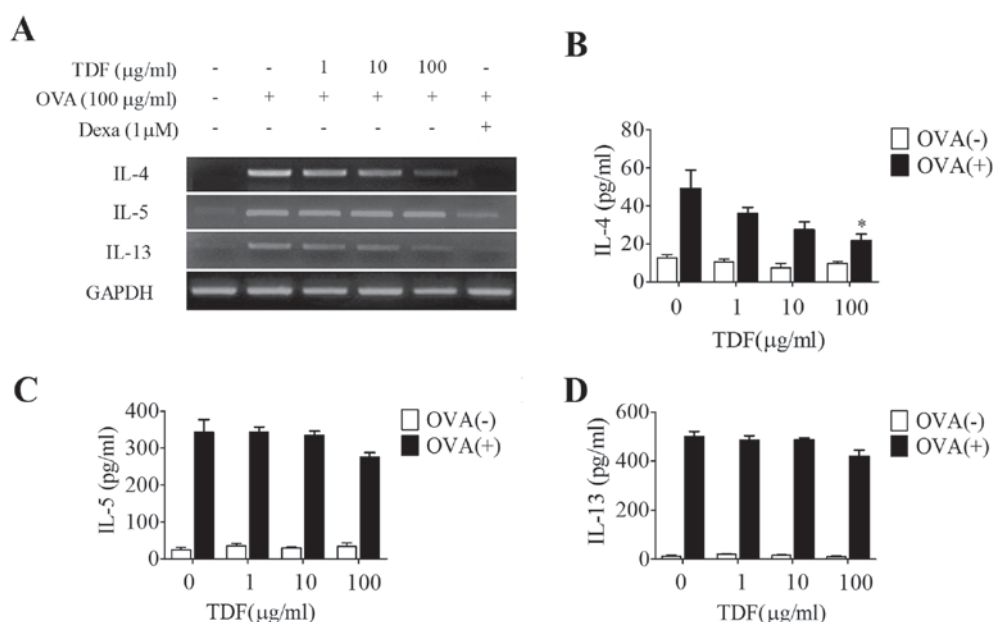 A
TDF (µg/ml) - - 1 10 100 -
OVA (100 µg/ml) - + + + + +
Dexa (1µM) - - - - - +
IL-4
IL-5
IL-13
GAPDH
B
IL-4 (pg/ml)
80
60
40
20
0
OVA(-)
OVA(+)
*
0 1 10 100
TDF(µg/ml)
C
IL-5 (pg/ml)
400
300
200
100
0
OVA(-)
OVA(+)
0 1 10 100
TDF(µg/ml)
D
IL-13 (pg/ml)
600
400
200
0
OVA(-)
OVA(+)
0 1 10 100
TDF(µg/ml)